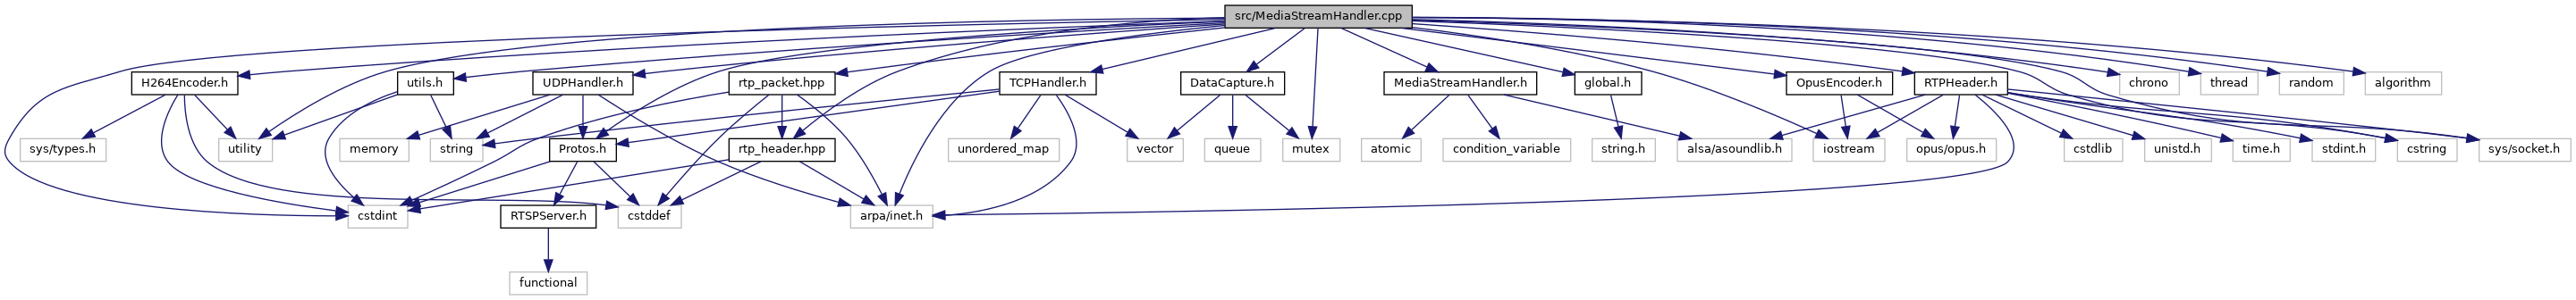 src/MediaStreamHandler.cpp
H264Encoder.h
utils.h
UDPHandler.h
rtp_packet.hpp
TCPHandler.h
DataCapture.h
MediaStreamHandler.h
global.h
OpusEncoder.h
RTPHeader.h
chrono
thread
random
algorithm
sys/types.h
utility
memory
string
Protos.h
rtp_header.hpp
unordered_map
vector
queue
mutex
atomic
condition_variable
string.h
alsa/asoundlib.h
iostream
opus/opus.h
cstdlib
unistd.h
time.h
stdint.h
cstring
sys/socket.h
cstdint
RTSPServer.h
cstddef
arpa/inet.h
functional